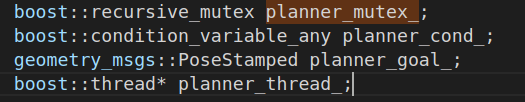 boost::recursive_mutex planner_mutex_;
boost::condition_variable_any planner_cond_;
geometry_msgs::PoseStamped planner_goal_;
boost::thread* planner_thread_;